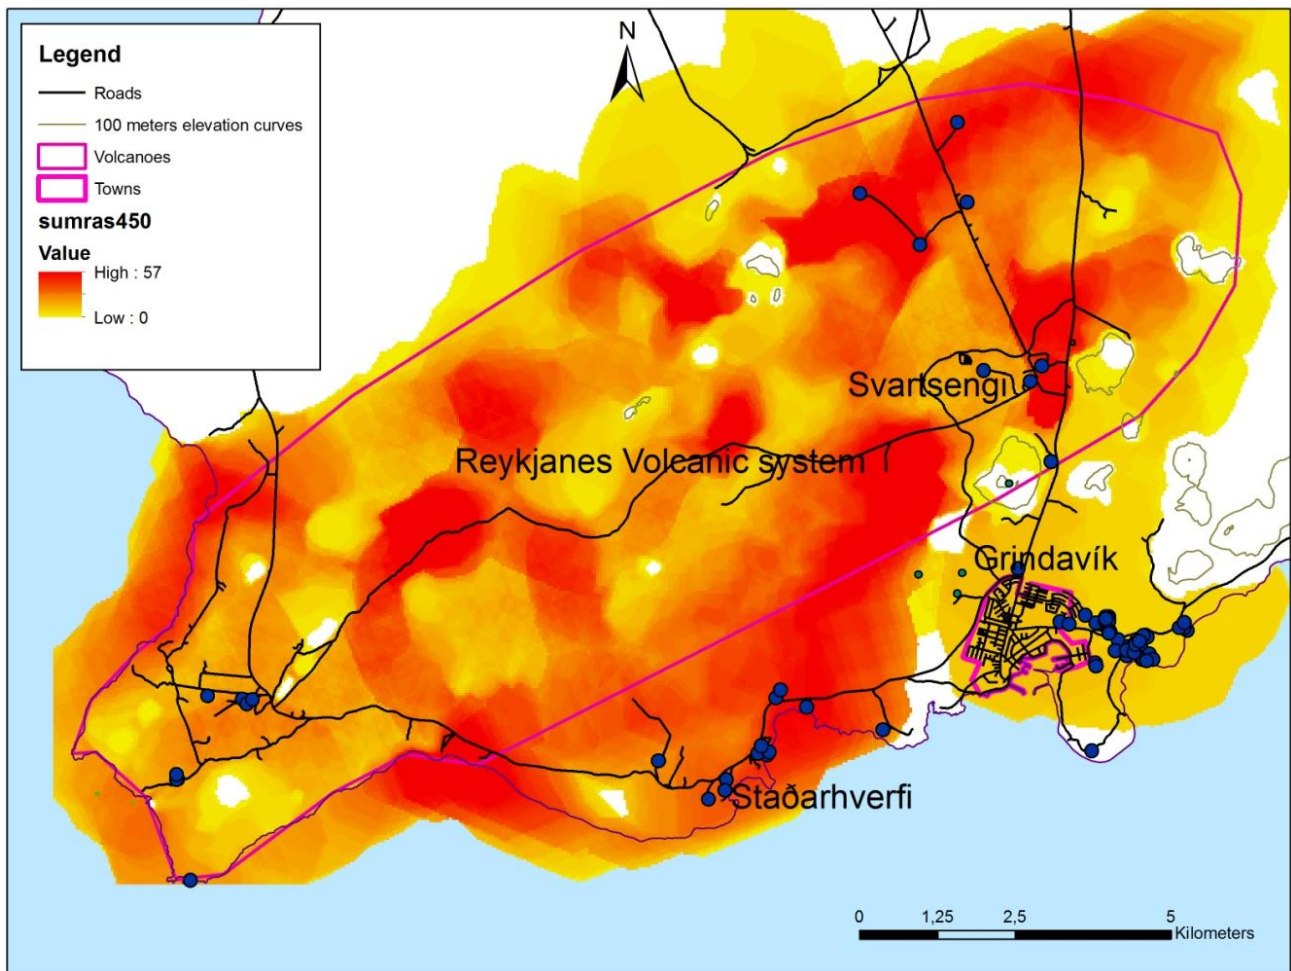 Legend
Roads
100 meters elevation curves
Volcanoes
Towns
sumras450
Value
High : 57
Low : 0
N
Svartsengi
Reykjanes Volcanic system
Grindavík
Staðarhverfi
0 1,25 2,5 5
Kilometers